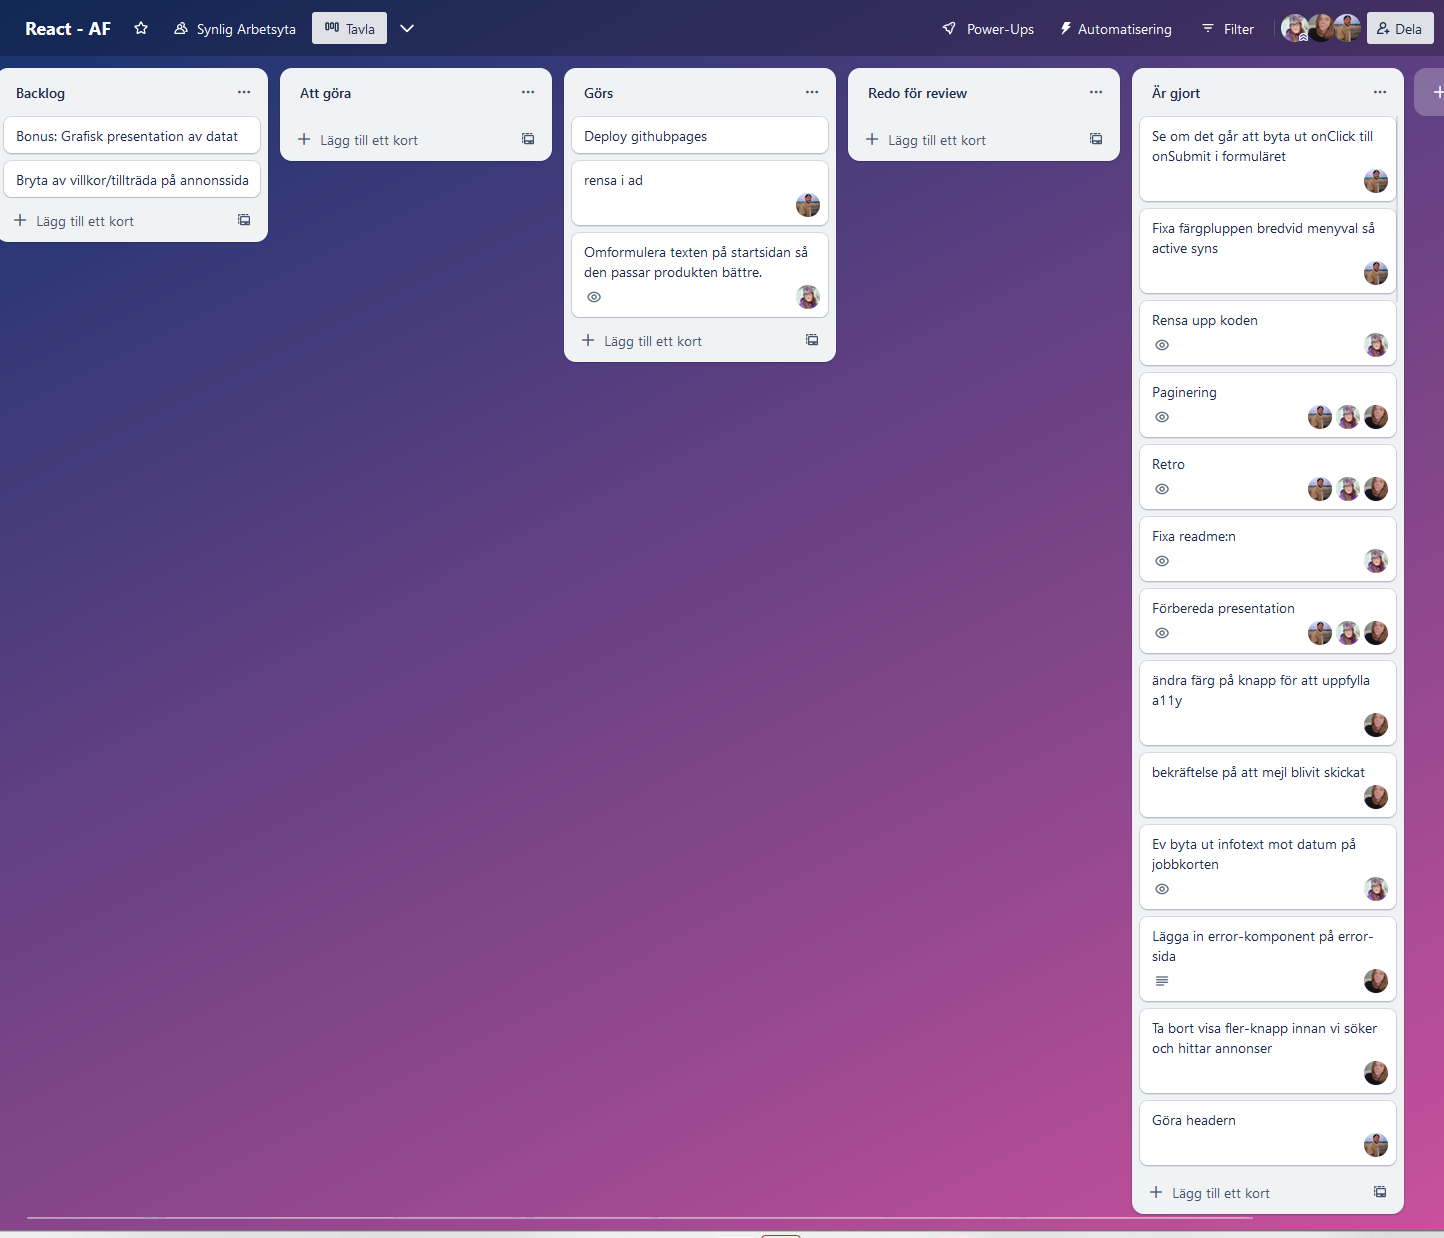 React - AF
Synlig Arbetsyta
Tavla
Power-Ups
Automatisering
Filter
Dela
Backlog
Bonus: Grafisk presentation av datat
Bryta av villkor/tillträda på annonssida
Lägg till ett kort
Att göra
Lägg till ett kort
Görs
Deploy githubpages
rensa i ad
Omformulera texten på startsidan så
den passar produkten bättre.
Lägg till ett kort
Redo för review
Lägg till ett kort
Är gjort
Se om det går att byta ut onClick till
onSubmit i formuläret
Fixa färgpluppen bredvid menyval så
active syns
Rensa upp koden
Paginering
Retro
Fixa readme:n
Förbereda presentation
ändra färg på knapp för att uppfylla
a11y
bekräftelse på att mejl blivit skickat
Ev byta ut infotext mot datum på
jobbkorten
Lägga in error-komponent på error-
sida
Ta bort visa fler-knapp innan vi söker
och hittar annonser
Göra headern
Lägg till ett kort